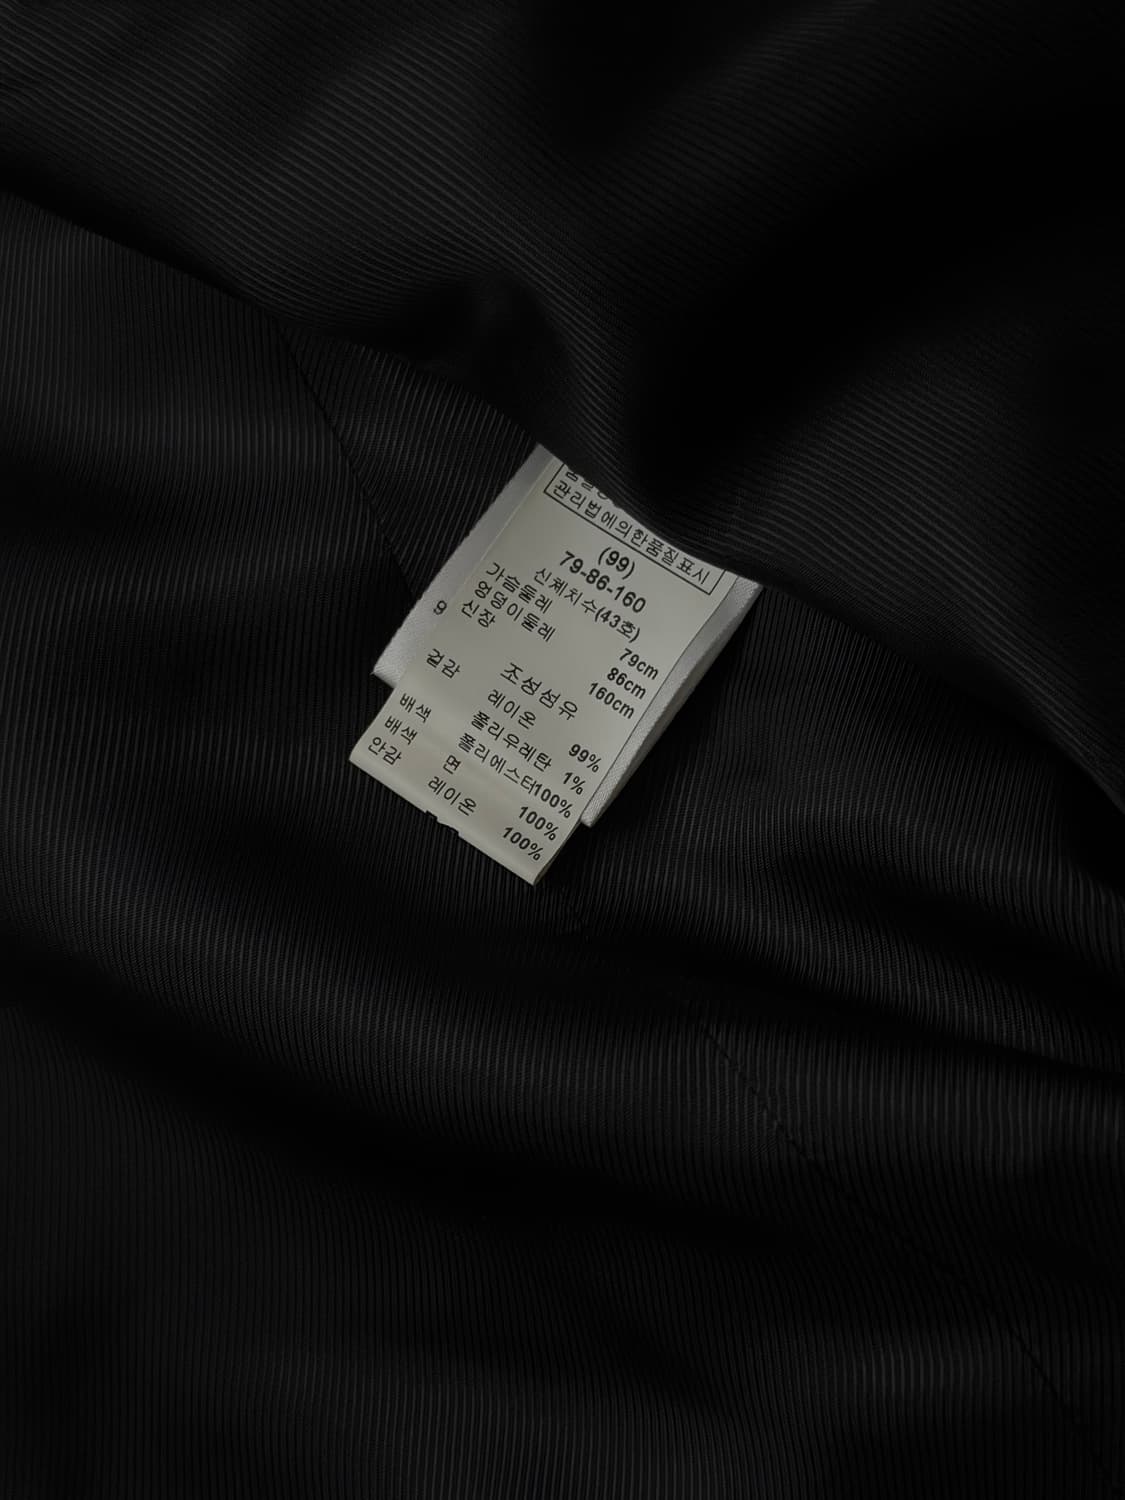 관리법에의한품질표시
(99)
79-86-160
신체치수(43호)
가슴둘레 79cm
엉덩이둘레 86cm
신장 160cm
조성섬유
겉감 레이온 99%
폴리우레탄 1%
배색 폴리에스터100%
배색 면 100%
안감 레이온 100%
9